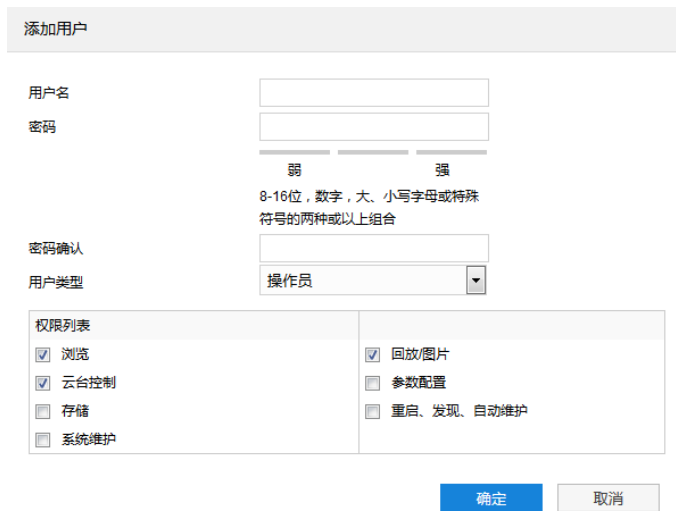 添加用户
用户名
密码
弱 强
8-16位，数字，大、小写字母或特殊
符号的两种或以上组合
密码确认
用户类型 操作员
权限列表
浏览 回放/图片
云台控制 参数配置
存储 重启、发现、自动维护
系统维护
确定 取消